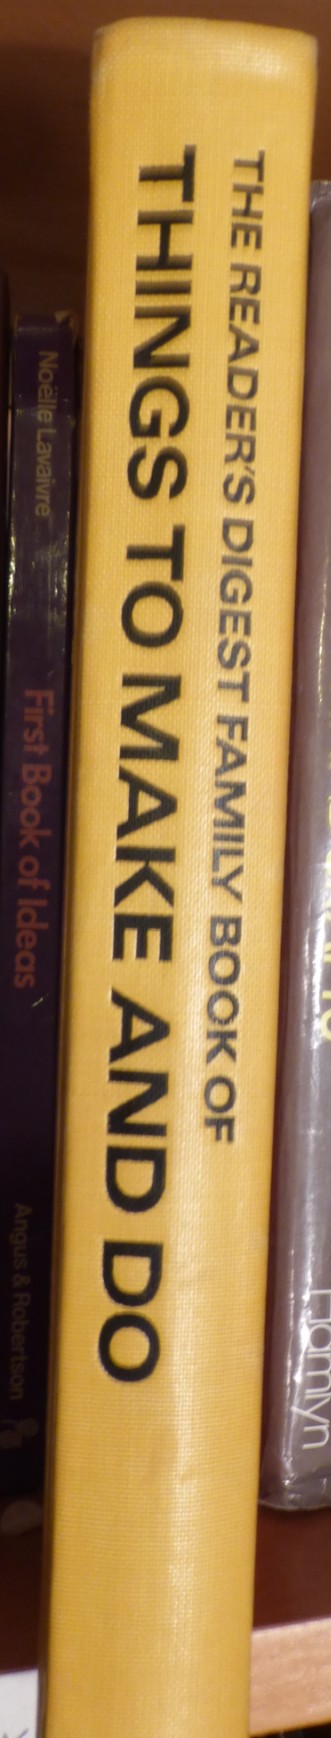 THE READER'S DIGEST FAMILY BOOK OF
THINGS TO MAKE AND DO
Noëlle Lavaivre
First Book of Ideas
Angus & Robertson
Hamlyn